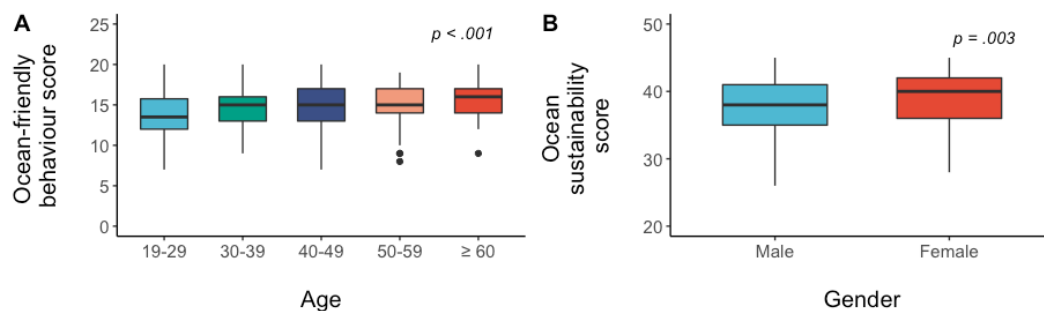 A
Ocean-friendly
behaviour score
25
20
15
10
5
0
p < .001
19-29
30-39
40-49
50-59
≥ 60
Age
B
Ocean
sustainability
score
50
40
30
20
p = .003
Male
Female
Gender